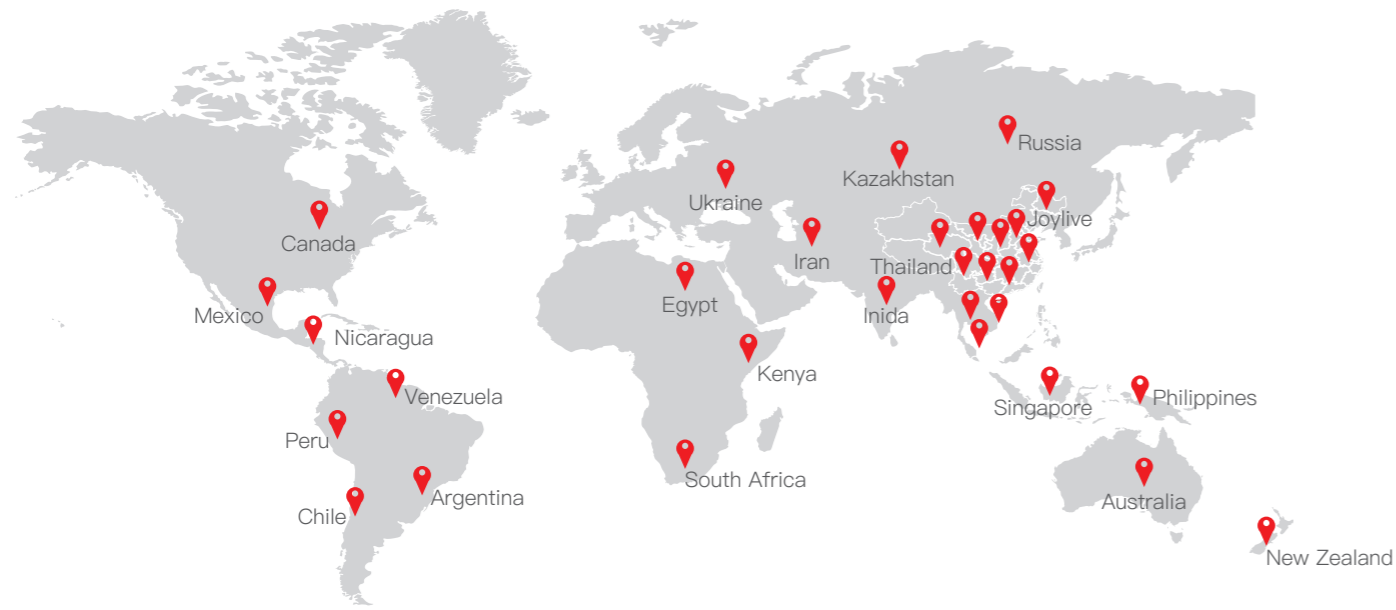 Russia
Kazakhstan
Ukraine
Joylive
Canada
Iran
Thailand
Egypt
Mexico
Inida
Nicaragua
Kenya
Venezuela
Philippines
Singapore
Peru
South Africa
Argentina
Australia
Chile
New Zealand